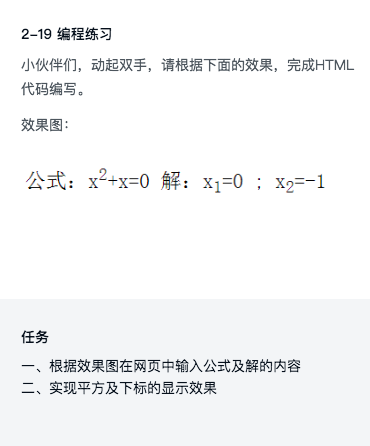 2-19 编程练习
小伙伴们，动起双手，请根据下面的效果，完成HTML
代码编写。
效果图：
公式：x²+x=0 解：x₁=0 ；x₂=-1
任务
一、根据效果图在网页中输入公式及解的内容
二、实现平方及下标的显示效果